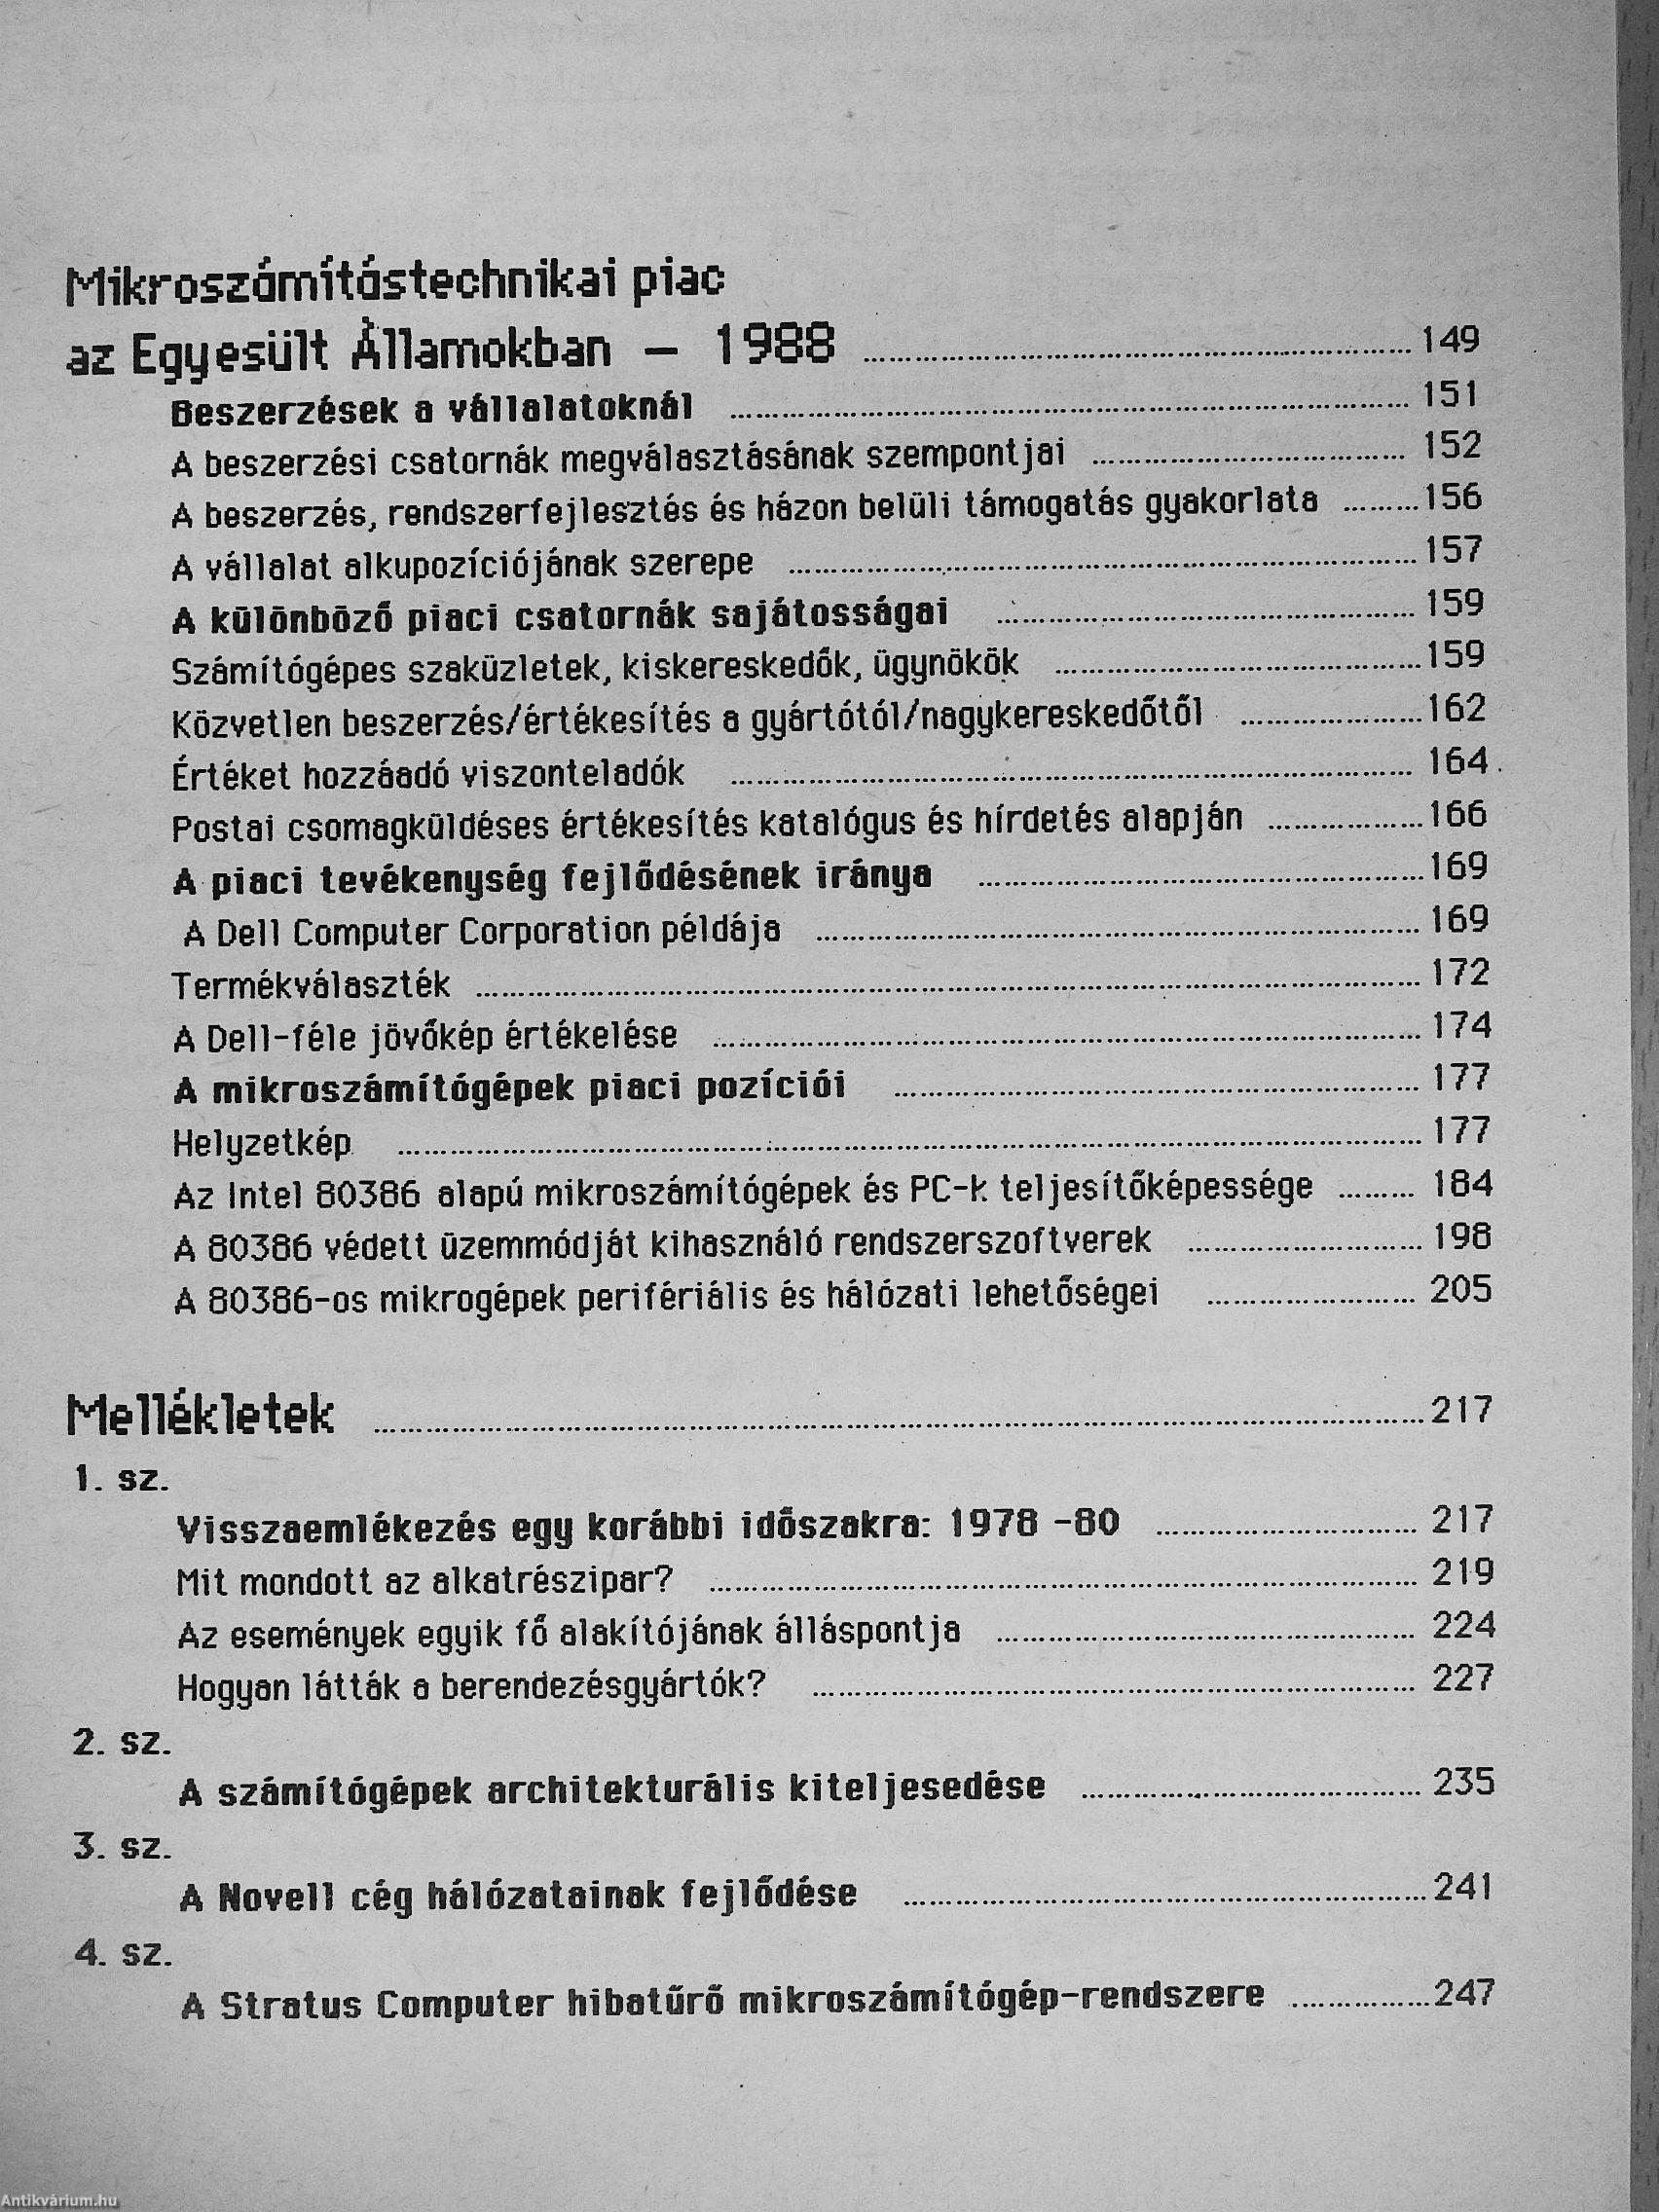 Mikroszámítástechnikai piac
az Egyesült Államokban – 1988 ........ 149
Beszerzések a vállalatoknál ........ 151
A beszerzési csatornák megválasztásának szempontjai ........ 152
A beszerzés, rendszerfejlesztés és házon belüli támogatás gyakorlata ........ 156
A vállalat alkupozíciójának szerepe ........ 157
A különböző piaci csatornák sajátosságai ........ 159
Számítógépes szaküzletek, kiskereskedők, ügynökök ........ 159
Közvetlen beszerzés/értékesítés a gyártótól/nagykereskedőtől ........ 162
Értéket hozzáadó viszonteladók ........ 164
Postai csomagküldéses értékesítés katalógus és hírdetés alapján ........ 166
A piaci tevékenység fejlődésének iránya ........ 169
A Dell Computer Corporation példája ........ 169
Termékválaszték ........ 172
A Dell-féle jövőkép értékelése ........ 174
A mikroszámítógépek piaci pozíciói ........ 177
Helyzetkép ........ 177
Az Intel 80386 alapú mikroszámítógépek és PC-k teljesítőképessége ........ 184
A 80386 védett üzemmódját kihasználó rendszerszoftverek ........ 198
A 80386-os mikrogépek perifériális és hálózati lehetőségei ........ 205
Mellékletek ........ 217
1. sz.
Visszaemlékezés egy korábbi időszakra: 1978 -80 ........ 217
Mit mondott az alkatrészipar? ........ 219
Az események egyik fő alakítójának álláspontja ........ 224
Hogyan látták a berendezésgyártók? ........ 227
2. sz.
A számítógépek architekturális kiteljesedése ........ 235
3. sz.
A Novell cég hálózatainak fejlődése ........ 241
4. sz.
A Stratus Computer hibatűrő mikroszámítógép-rendszere ........ 247
Antikvárium.hu